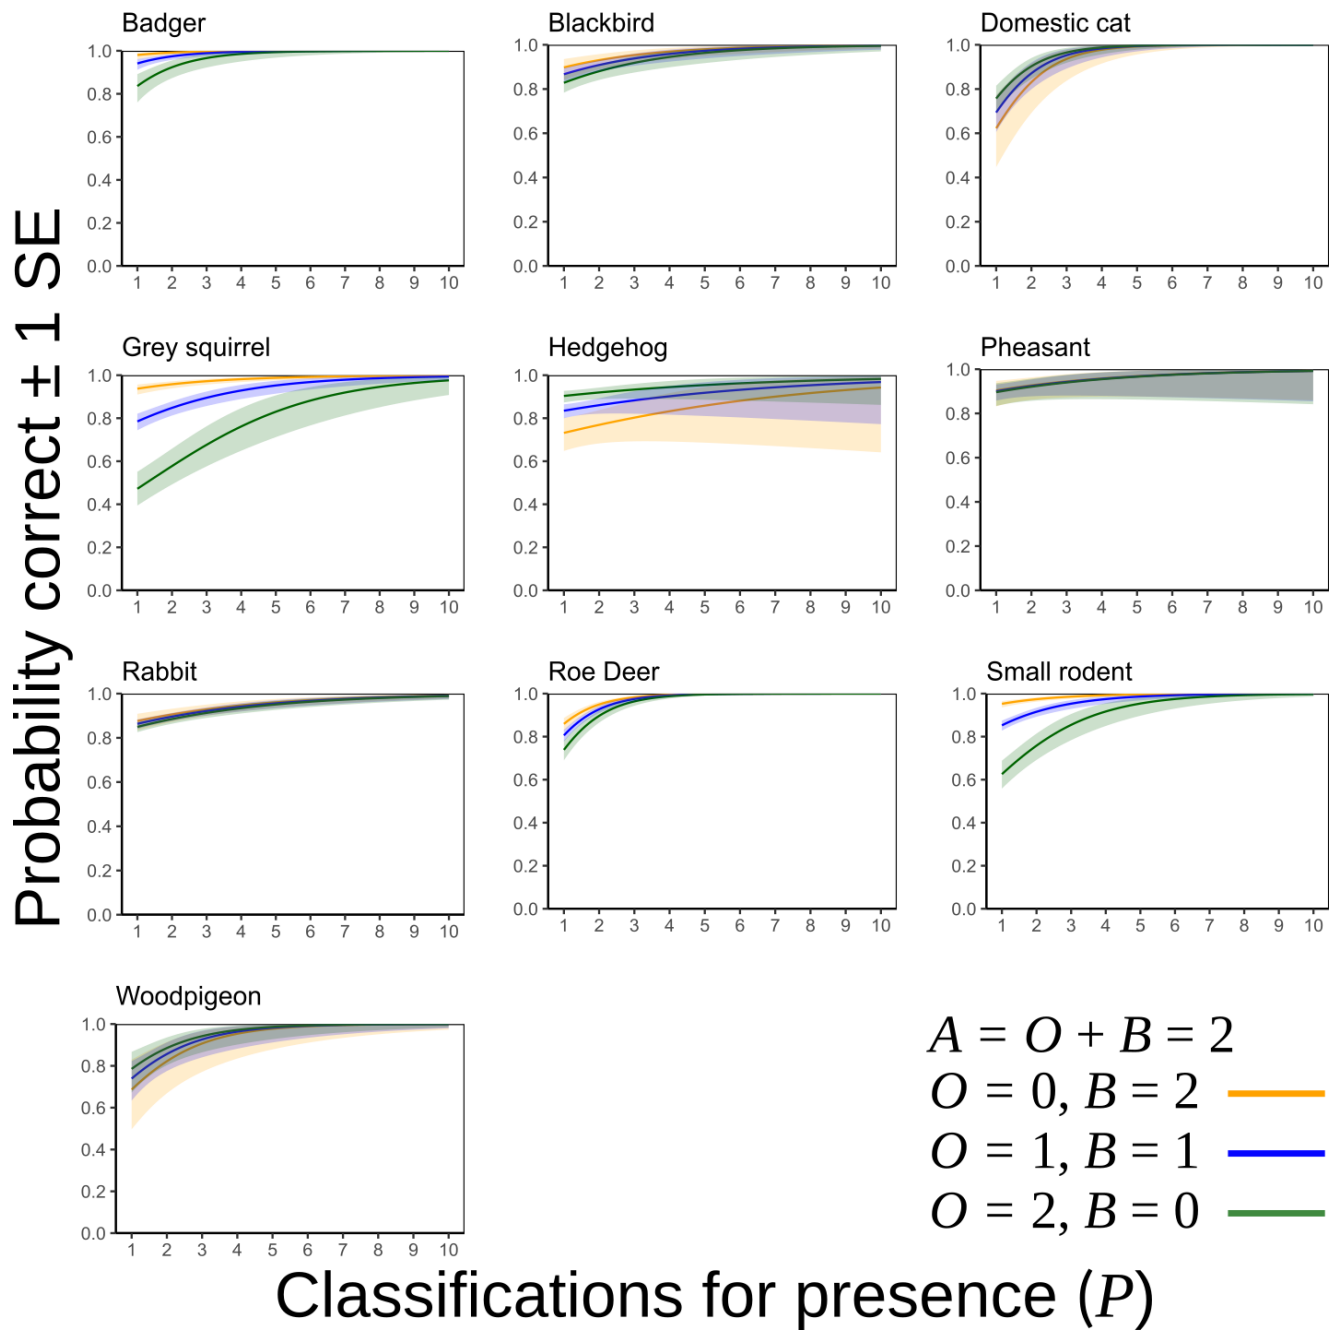 Probability correct ± 1 SE
Badger
1.0
0.8
0.6
0.4
0.2
0.0
1 2 3 4 5 6 7 8 9 10
Blackbird
1.0
0.8
0.6
0.4
0.2
0.0
1 2 3 4 5 6 7 8 9 10
Domestic cat
1.0
0.8
0.6
0.4
0.2
0.0
1 2 3 4 5 6 7 8 9 10
Grey squirrel
1.0
0.8
0.6
0.4
0.2
0.0
1 2 3 4 5 6 7 8 9 10
Hedgehog
1.0
0.8
0.6
0.4
0.2
0.0
1 2 3 4 5 6 7 8 9 10
Pheasant
1.0
0.8
0.6
0.4
0.2
0.0
1 2 3 4 5 6 7 8 9 10
Rabbit
1.0
0.8
0.6
0.4
0.2
0.0
1 2 3 4 5 6 7 8 9 10
Roe Deer
1.0
0.8
0.6
0.4
0.2
0.0
1 2 3 4 5 6 7 8 9 10
Small rodent
1.0
0.8
0.6
0.4
0.2
0.0
1 2 3 4 5 6 7 8 9 10
Woodpigeon
1.0
0.8
0.6
0.4
0.2
0.0
1 2 3 4 5 6 7 8 9 10
A = O + B = 2
O = 0, B = 2
O = 1, B = 1
O = 2, B = 0
Classifications for presence (P)